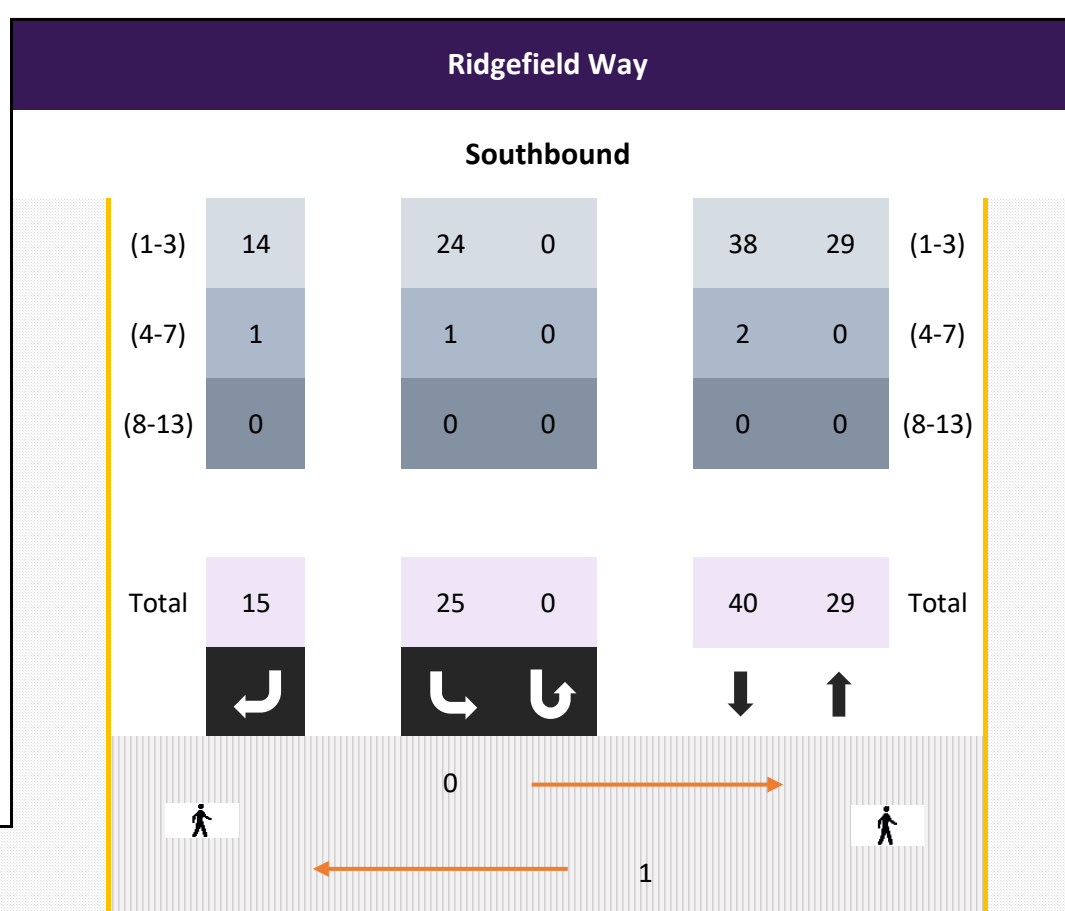 Ridgefield Way
Southbound
(1-3) 14 24 0 38 29 (1-3)
(4-7) 1 1 0 2 0 (4-7)
(8-13) 0 0 0 0 0 (8-13)
Total 15 25 0 40 29 Total
0
1